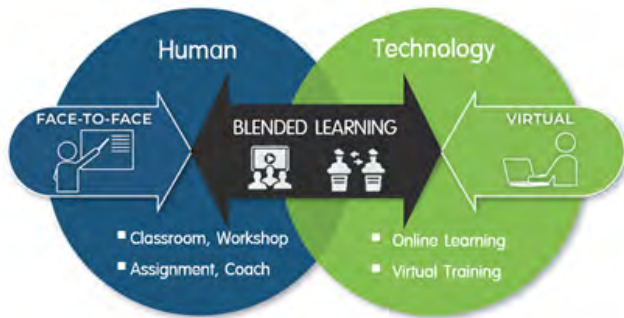 Human
Technology
FACE-TO-FACE
BLENDED LEARNING
VIRTUAL
Classroom, Workshop
Assignment, Coach
Online Learning
Virtual Training